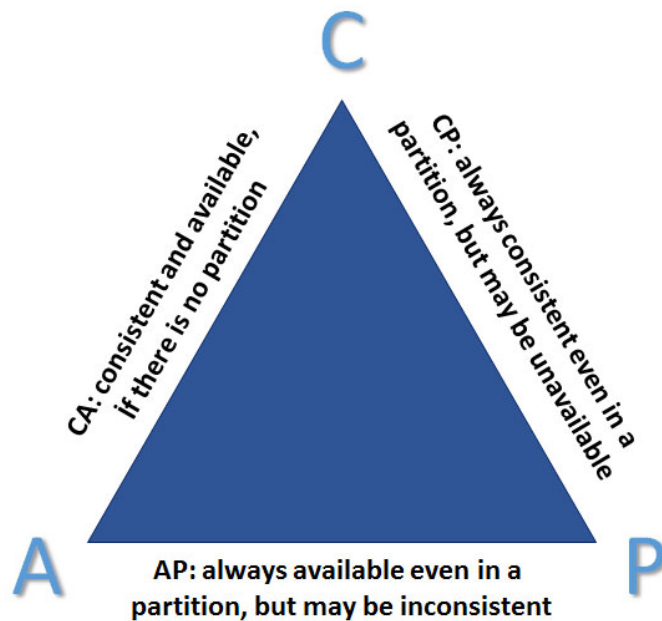 C
CA: consistent and available,
if there is no partition
CP: always consistent even in a
partition, but may be unavailable
A
P
AP: always available even in a
partition, but may be inconsistent